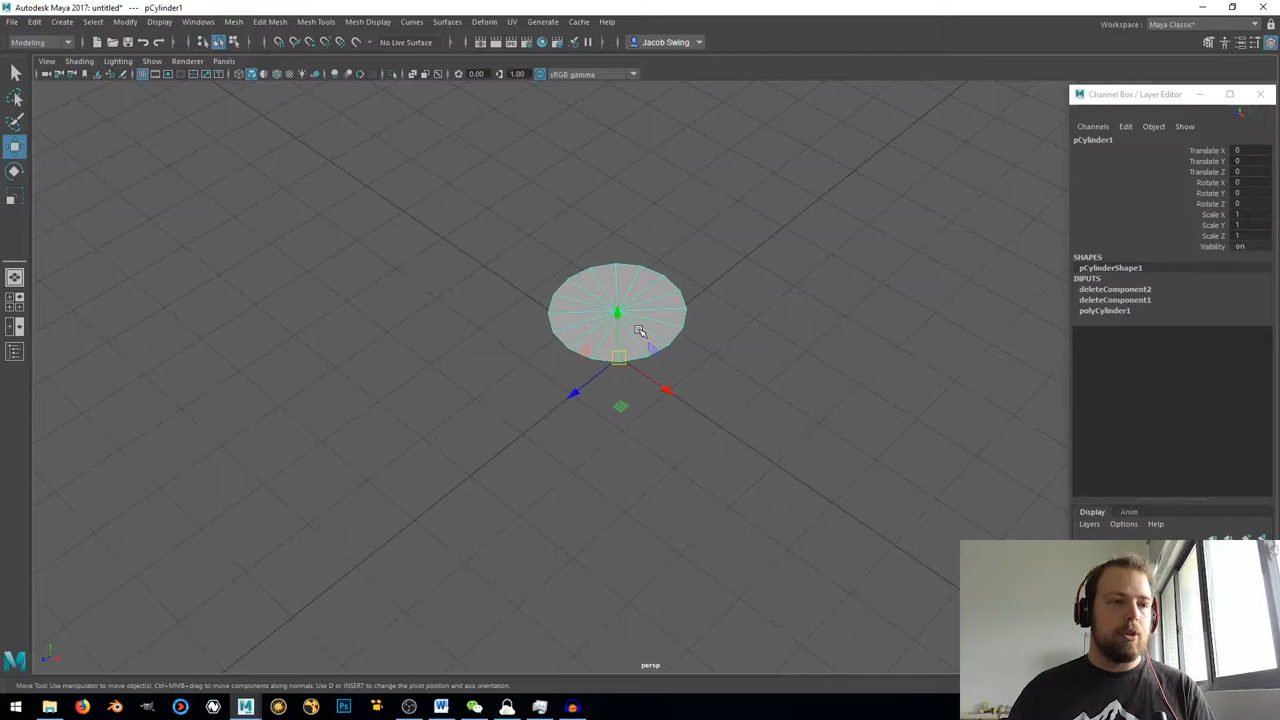 Autodesk Maya 2017: untitled* --- pCylinder1
File Edit Create Select Modify Display Windows Mesh Edit Mesh Mesh Tools Mesh Display Curves Surfaces Deform UV Generate Cache Help
Workspace: Maya Classic*
Modeling No Live Surface Jacob Swing
View Shading Lighting Show Renderer Panels
0.00 1.00 sRGB gamma
Channel Box / Layer Editor
Channels Edit Object Show
pCylinder1
Translate X 0
Translate Y 0
Translate Z 0
Rotate X 0
Rotate Y 0
Rotate Z 0
Scale X 1
Scale Y 1
Scale Z 1
Visibility on
SHAPES
pCylinderShape1
INPUTS
deleteComponent2
deleteComponent1
polyCylinder1
Display Anim
Layers Options Help
persp
Move Tool: Use manipulator to move object(s). Ctrl+MMB+drag to move components along normals. Use D or INSERT to change the pivot position and axis orientation.